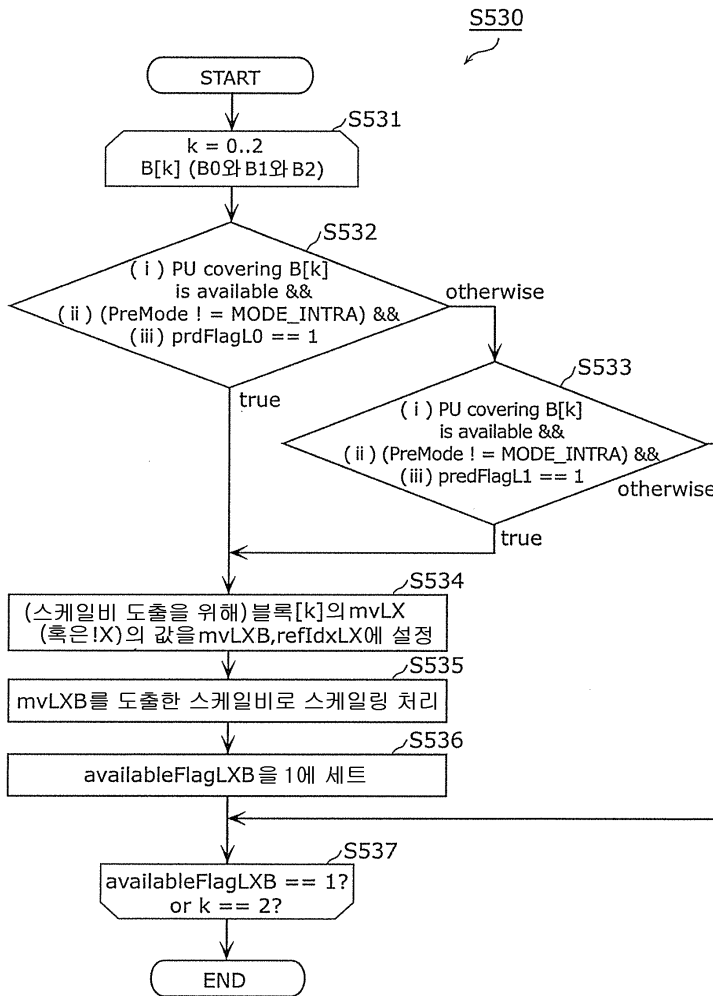 S530
START
S531
k = 0..2
B[k] (B0와 B1와 B2)
S532
( i ) PU covering B[k]
is available &&
( ii ) (PreMode ! = MODE_INTRA) &&
(iii) prdFlagL0 == 1
otherwise
true
S533
( i ) PU covering B[k]
is available &&
( ii ) (PreMode ! = MODE_INTRA) &&
(iii) predFlagL1 == 1
otherwise
true
S534
(스케일비 도출을 위해) 블록[k]의 mvLX
(혹은!X)의 값을 mvLXB,refIdxLX에 설정
S535
mvLXB를 도출한 스케일비로 스케일링 처리
S536
availableFlagLXB을 1에 세트
S537
availableFlagLXB == 1?
or k == 2?
END